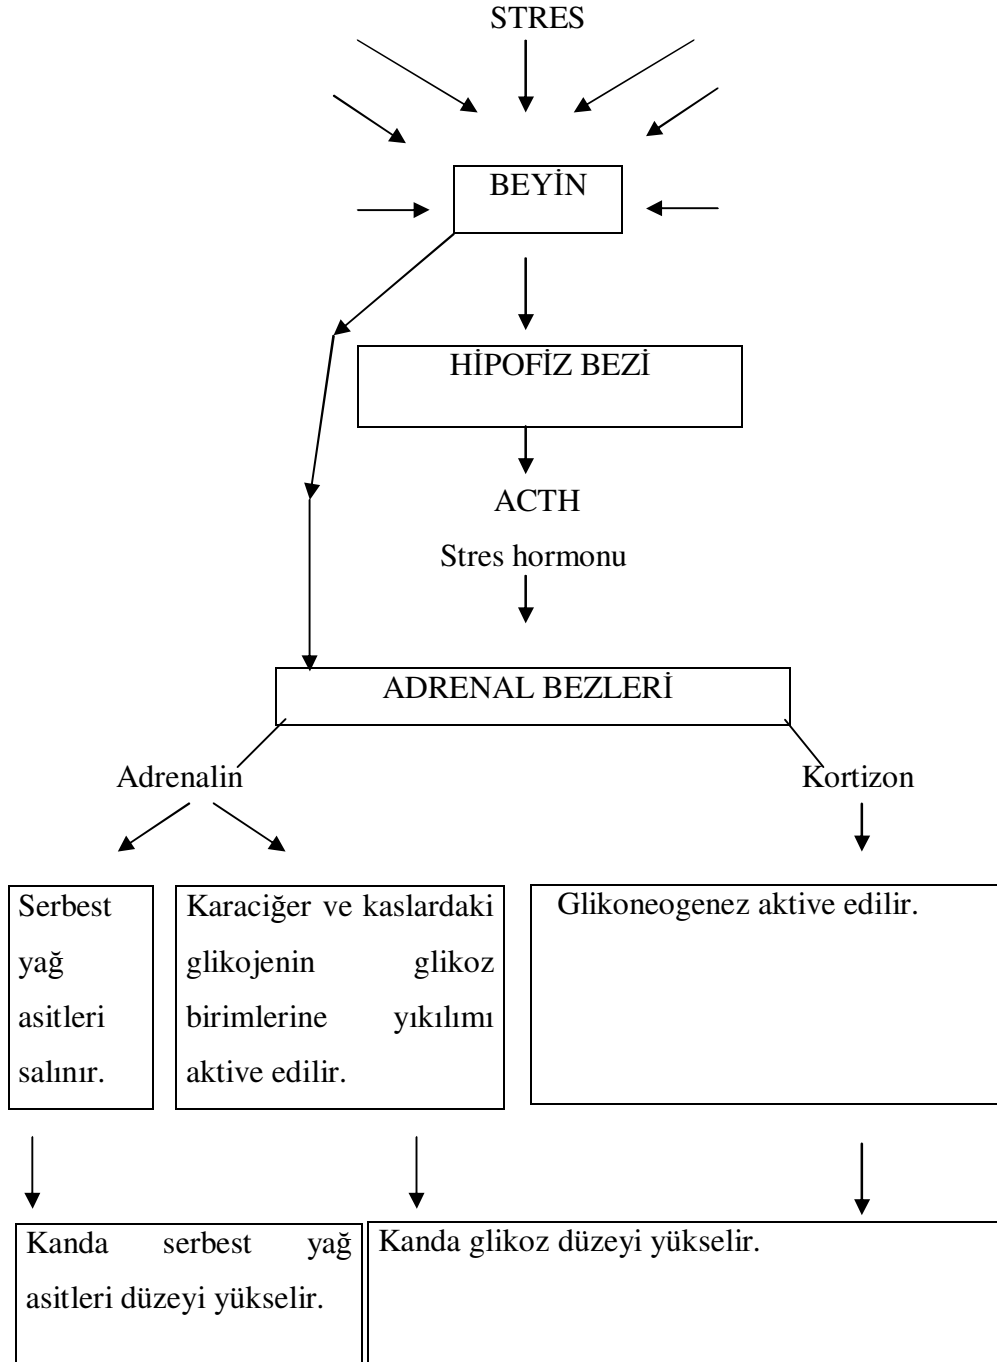 STRES
BEYİN
HİPOFİZ BEZİ
ACTH
Stres hormonu
ADRENAL BEZLERİ
Adrenalin
Kortizon
Serbest
yağ
asitleri
salınır.
Karaciğer ve kaslardaki
glikojenin glikoz
birimlerine yıkılımı
aktive edilir.
Glikoneogenez aktive edilir.
Kanda serbest yağ
asitleri düzeyi yükselir.
Kanda glikoz düzeyi yükselir.